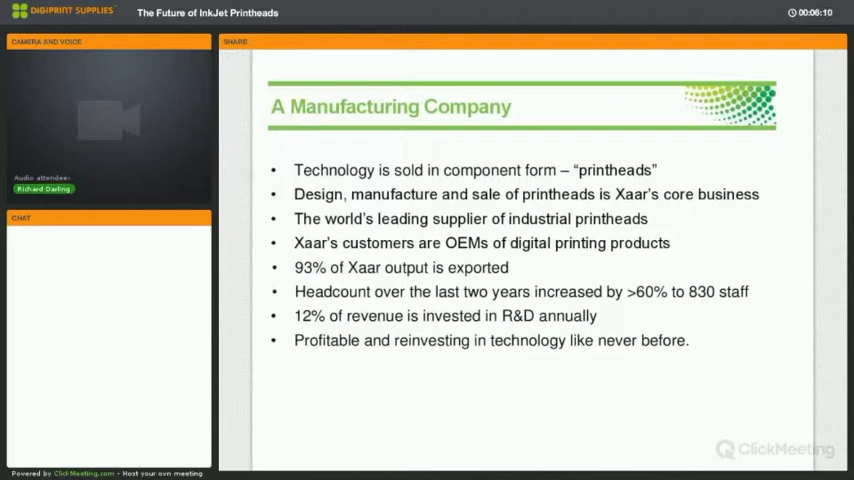 DIGIPRINT SUPPLIES
The Future of InkJet Printheads
00:06:10
CAMERA AND VOICE
Audio attendee:
Richard Darling
CHAT
SHARE
A Manufacturing Company
• Technology is sold in component form – “printheads”
• Design, manufacture and sale of printheads is Xaar’s core business
• The world’s leading supplier of industrial printheads
• Xaar’s customers are OEMs of digital printing products
• 93% of Xaar output is exported
• Headcount over the last two years increased by >60% to 830 staff
• 12% of revenue is invested in R&D annually
• Profitable and reinvesting in technology like never before.
ClickMeeting
Powered by ClickMeeting.com • Host your own meeting